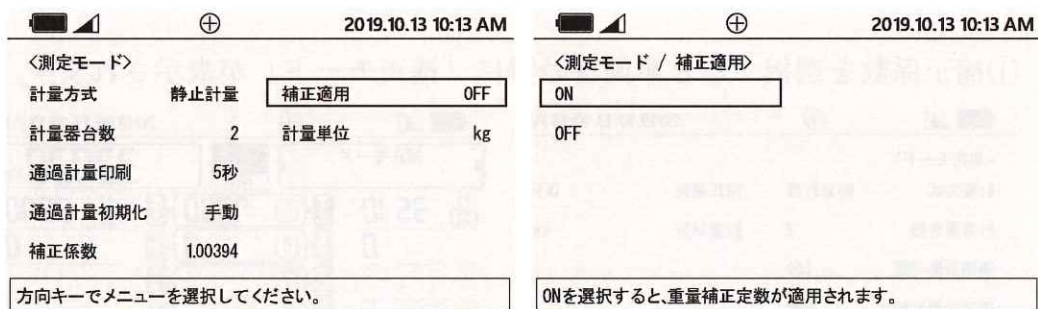 2019.10.13 10:13 AM
〈測定モード〉
計量方式 静止計量 補正適用 OFF
計量器台数 2 計量単位 kg
通過計量印刷 5秒
通過計量初期化 手動
補正係数 1.00394
方向キーでメニューを選択してください。
2019.10.13 10:13 AM
〈測定モード / 補正適用〉
ON
OFF
ONを選択すると、重量補正定数が適用されます。